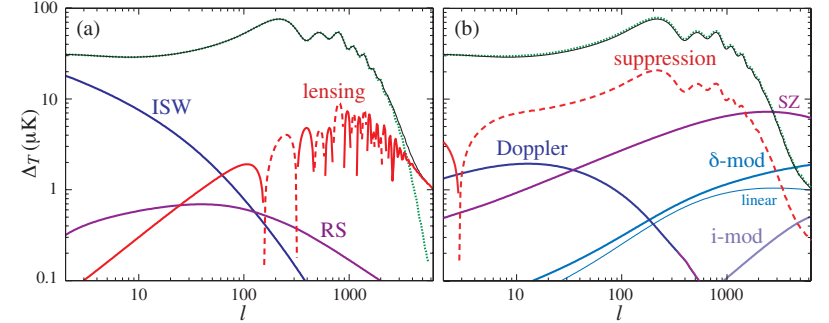 (a)
(b)
100
10
1
0.1
Δ_T (μK)
ISW
lensing
RS
suppression
SZ
Doppler
δ-mod
linear
i-mod
10
100
1000
10
100
1000
l
l